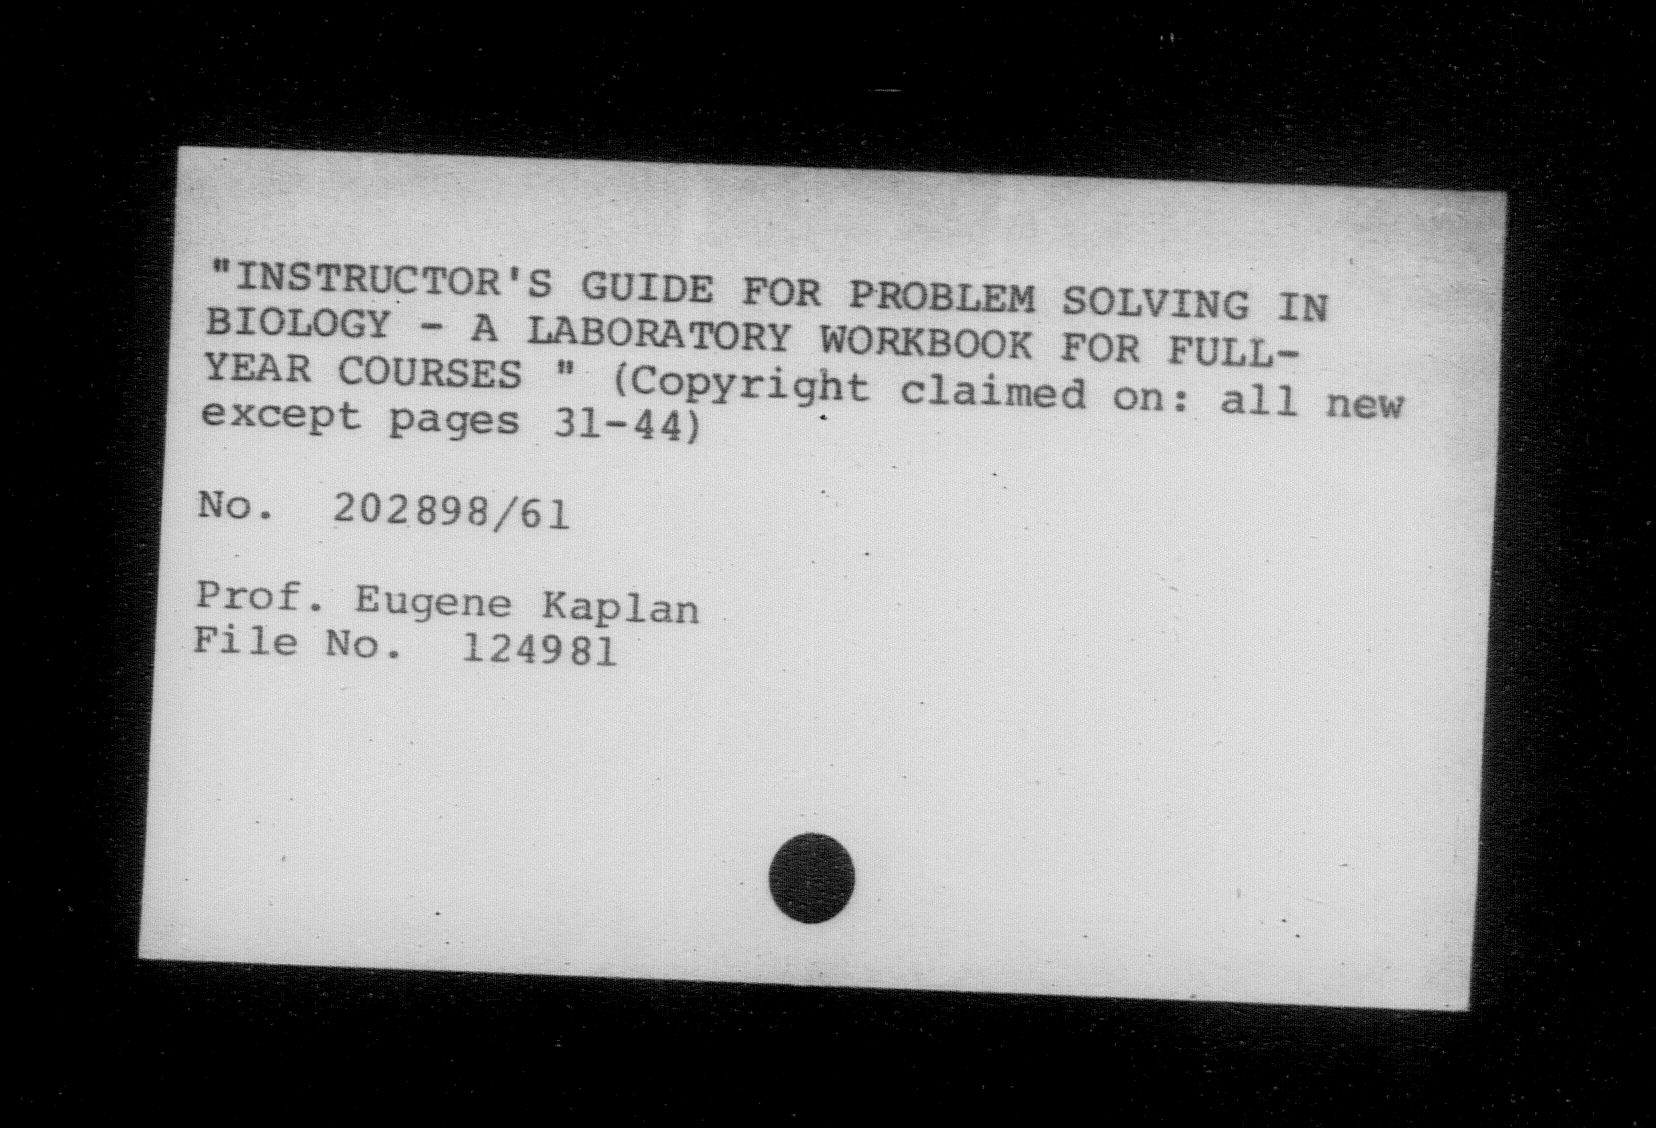 "INSTRUCTOR'S GUIDE FOR PROBLEM SOLVING IN
BIOLOGY - A LABORATORY WORKBOOK FOR FULL-
YEAR COURSES " (Copyright claimed on: all new
except pages 31-44)
No. 202898/61
Prof. Eugene Kaplan
File No. 124981